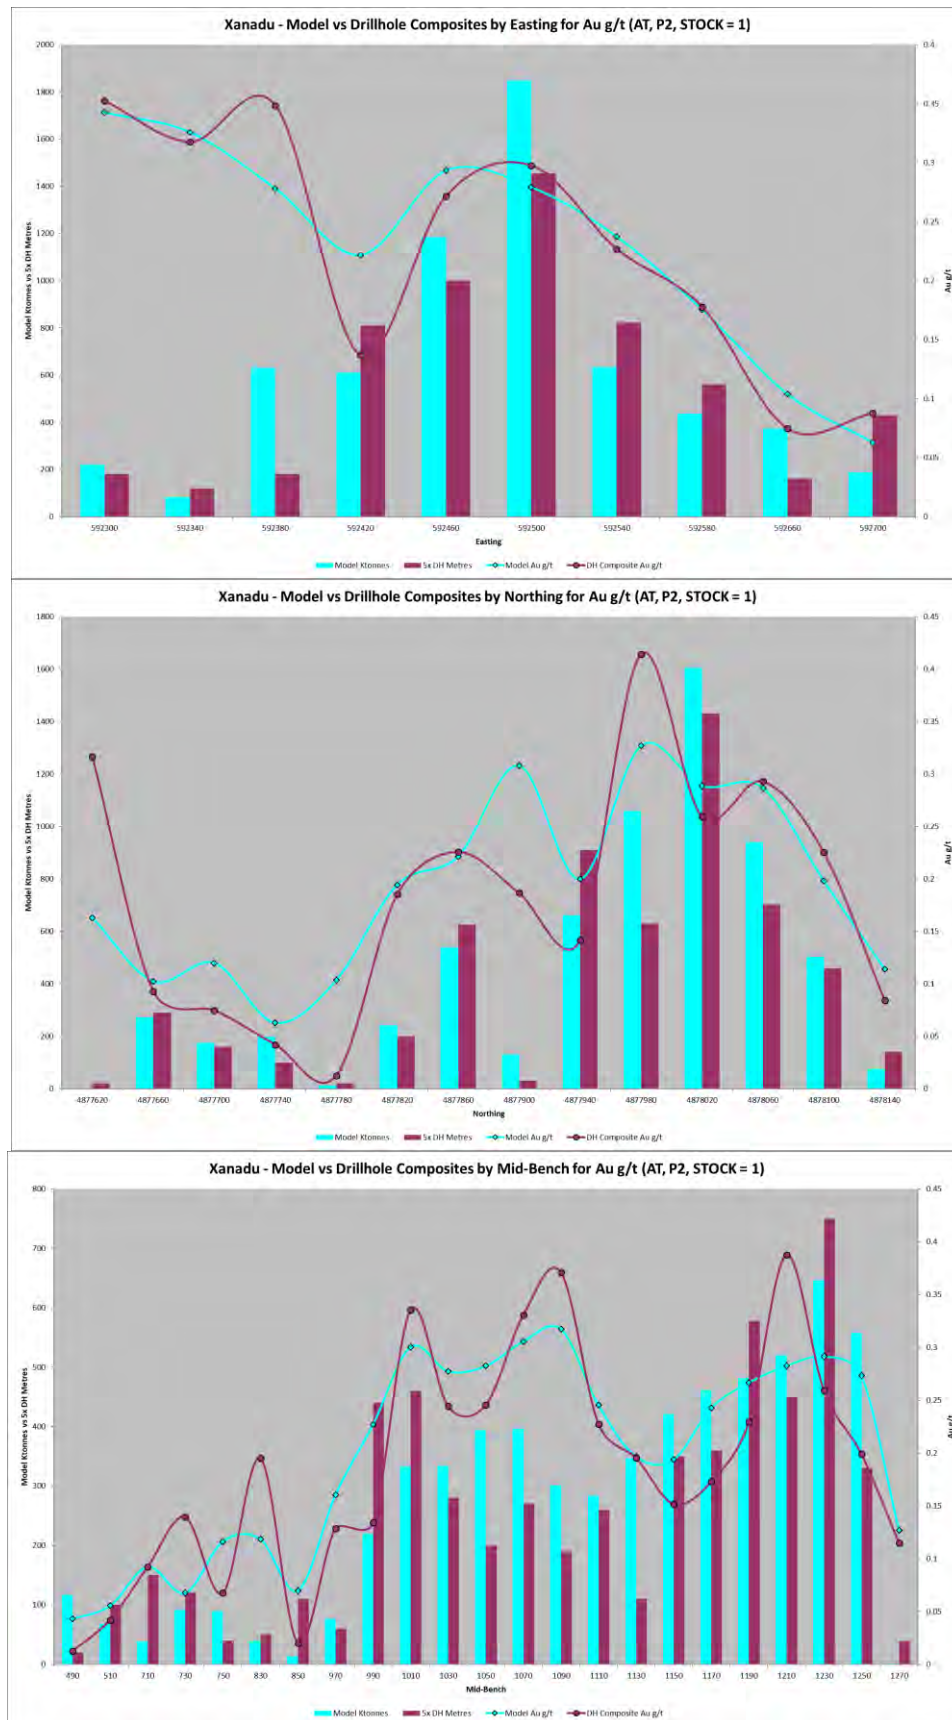 Xanadu - Model vs Drillhole Composites by Easting for Au g/t (AT, P2, STOCK = 1)
2000 1800 1600 1400 1200 1000 800 600 400 200 0
Model Ktonnes vs 5x DH Metres
0.4 0.45 0.3 0.25 0.2 0.15 0.1 0.05 0
Au g/t
592300 592340 592380 592420 592460 592500 592540 592580 592660 592700
Easting
Model Ktonnes 5x DH Metres Model Au g/t DH Composite Au g/t
Xanadu - Model vs Drillhole Composites by Northing for Au g/t (AT, P2, STOCK = 1)
1800 1600 1400 1200 1000 800 600 400 200 0
Model Ktonnes vs 5x DH Metres
0.45 0.4 0.35 0.3 0.25 0.2 0.15 0.1 0.05 0
Au g/t
4877620 4877660 4877700 4877740 4877780 4877820 4877860 4877900 4877940 4877980 4878020 4878060 4878100 4878140
Northing
Model Ktonnes 5x DH Metres Model Au g/t DH Composite Au g/t
Xanadu - Model vs Drillhole Composites by Mid-Bench for Au g/t (AT, P2, STOCK = 1)
800 700 600 500 400 300 200 100 0
Model Ktonnes vs 5x DH Metres
0.45 0.4 0.35 0.3 0.25 0.2 0.15 0.1 0.05 0
Au g/t
490 510 710 730 750 830 850 970 990 1010 1030 1050 1070 1090 1110 1130 1150 1170 1190 1210 1230 1250 1270
Mid-Bench
Model Ktonnes 5x DH Metres Model Au g/t DH Composite Au g/t